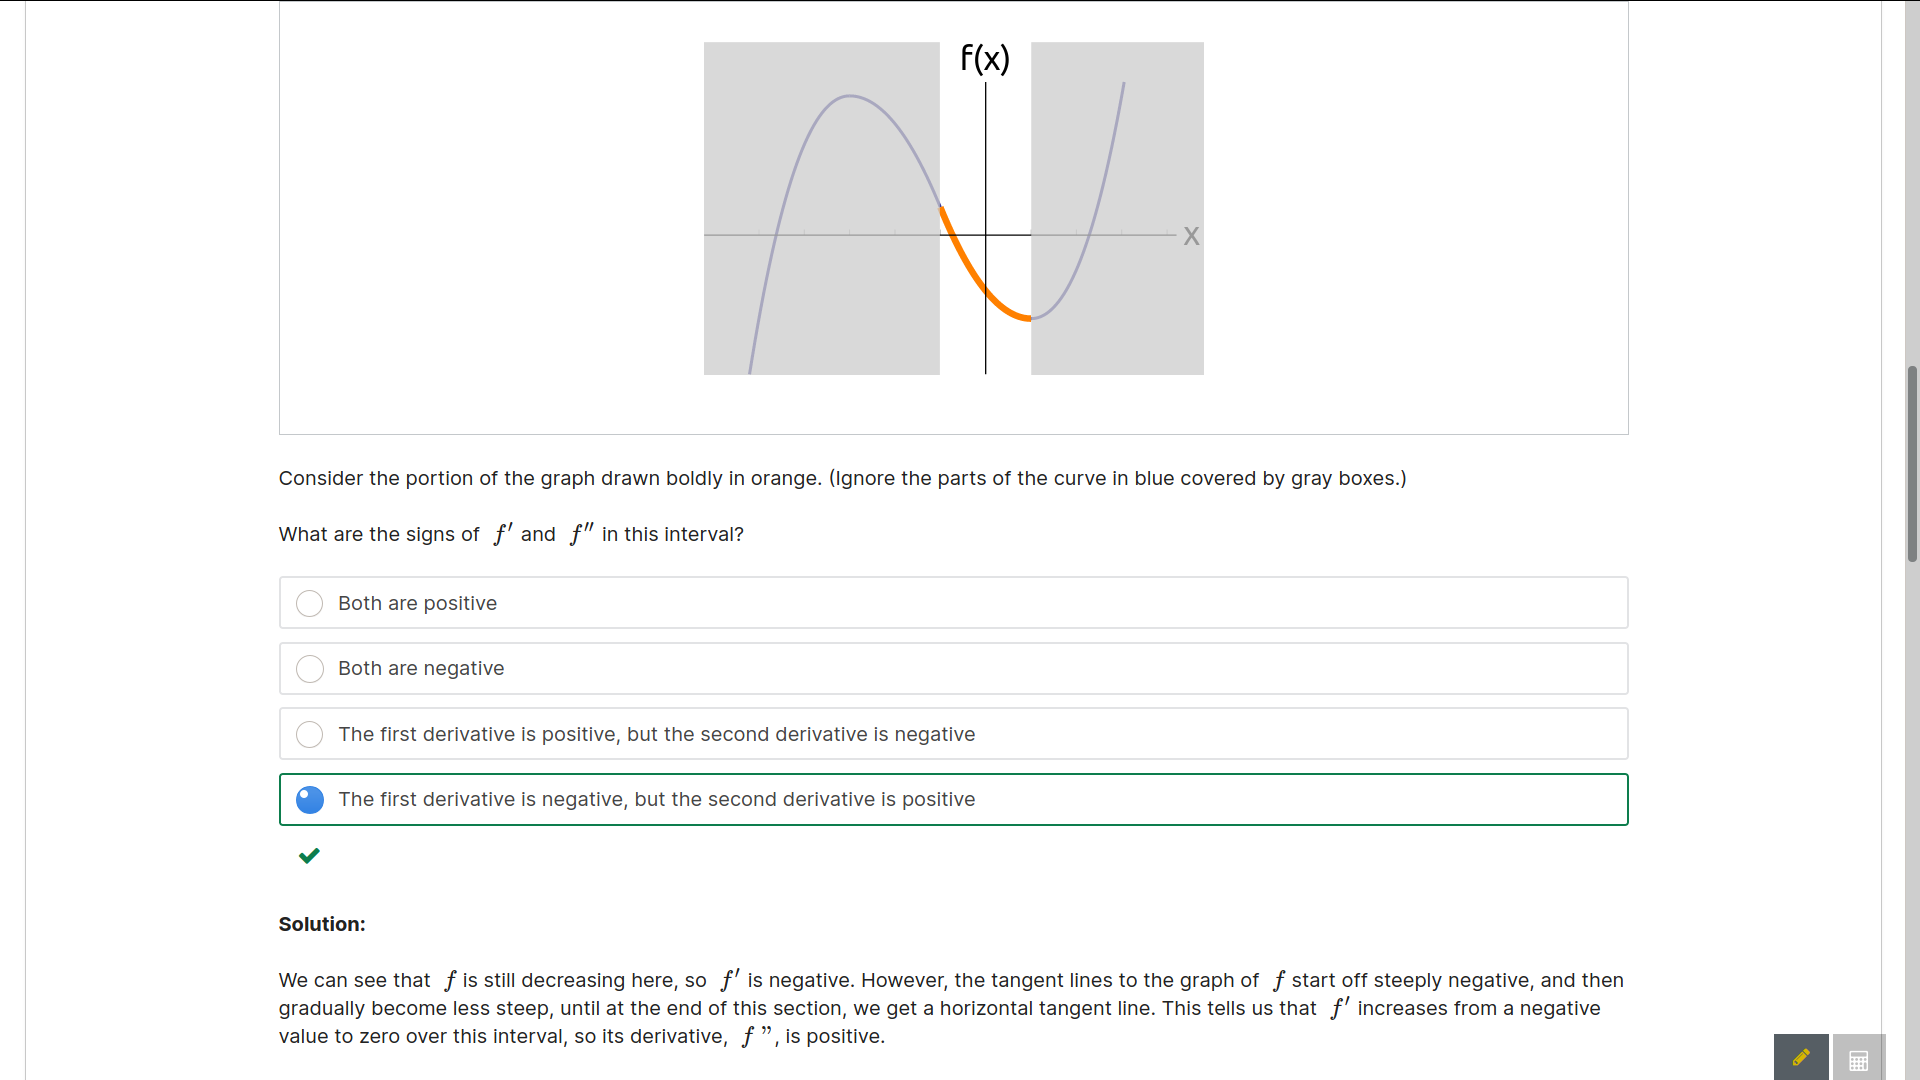 f(x)
X
Consider the portion of the graph drawn boldly in orange. (Ignore the parts of the curve in blue covered by gray boxes.)
What are the signs of f′ and f″ in this interval?
Both are positive
Both are negative
The first derivative is positive, but the second derivative is negative
The first derivative is negative, but the second derivative is positive
Solution:
We can see that f is still decreasing here, so f′ is negative. However, the tangent lines to the graph of f start off steeply negative, and then
gradually become less steep, until at the end of this section, we get a horizontal tangent line. This tells us that f′ increases from a negative
value to zero over this interval, so its derivative, f ”, is positive.